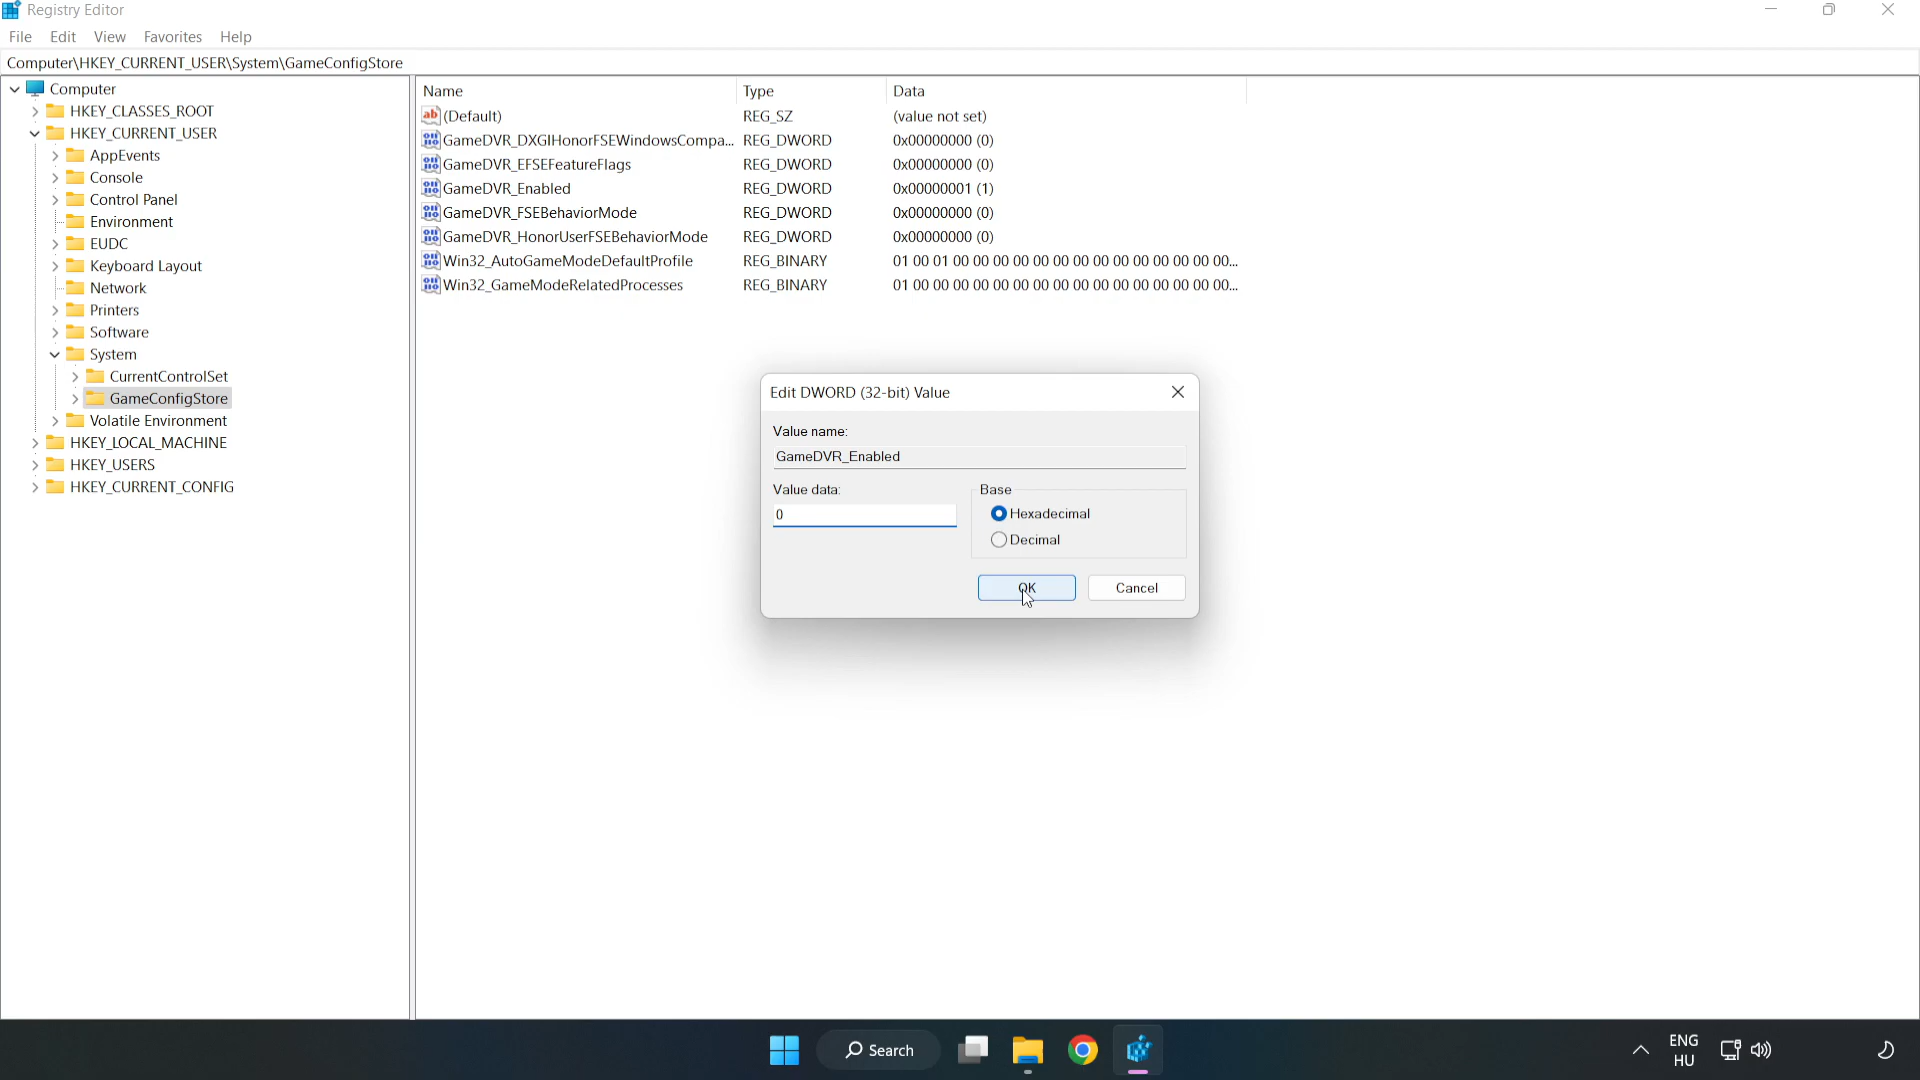 Registry Editor
File Edit View Favorites Help
Computer\HKEY_CURRENT_USER\System\GameConfigStore
Computer
HKEY_CLASSES_ROOT
HKEY_CURRENT_USER
AppEvents
Console
Control Panel
Environment
EUDC
Keyboard Layout
Network
Printers
Software
System
CurrentControlSet
GameConfigStore
Volatile Environment
HKEY_LOCAL_MACHINE
HKEY_USERS
HKEY_CURRENT_CONFIG
Name Type Data
(Default) REG_SZ (value not set)
GameDVR_DXGIHonorFSEWindowsCompa... REG_DWORD 0x00000000 (0)
GameDVR_EFSEFeatureFlags REG_DWORD 0x00000000 (0)
GameDVR_Enabled REG_DWORD 0x00000001 (1)
GameDVR_FSEBehaviorMode REG_DWORD 0x00000000 (0)
GameDVR_HonorUserFSEBehaviorMode REG_DWORD 0x00000000 (0)
Win32_AutoGameModeDefaultProfile REG_BINARY 01 00 01 00 00 00 00 00 00 00 00 00 00 00 00 00 00...
Win32_GameModeRelatedProcesses REG_BINARY 01 00 00 00 00 00 00 00 00 00 00 00 00 00 00 00 00...
Edit DWORD (32-bit) Value
Value name:
GameDVR_Enabled
Value data: Base
0 Hexadecimal
Decimal
OK Cancel
Search
ENG
HU